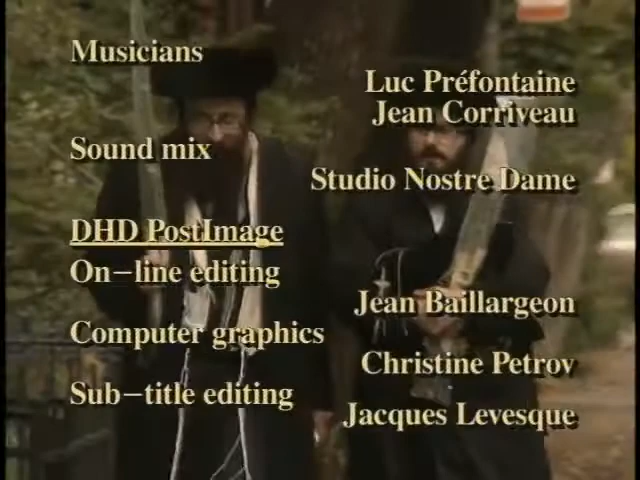 Musicians
Luc Préfontaine
Jean Corriveau
Sound mix
Studio Nostre Dame
DHD PostImage
On-line editing
Jean Baillargeon
Computer graphics
Christine Petrov
Sub-title editing
Jacques Levesque